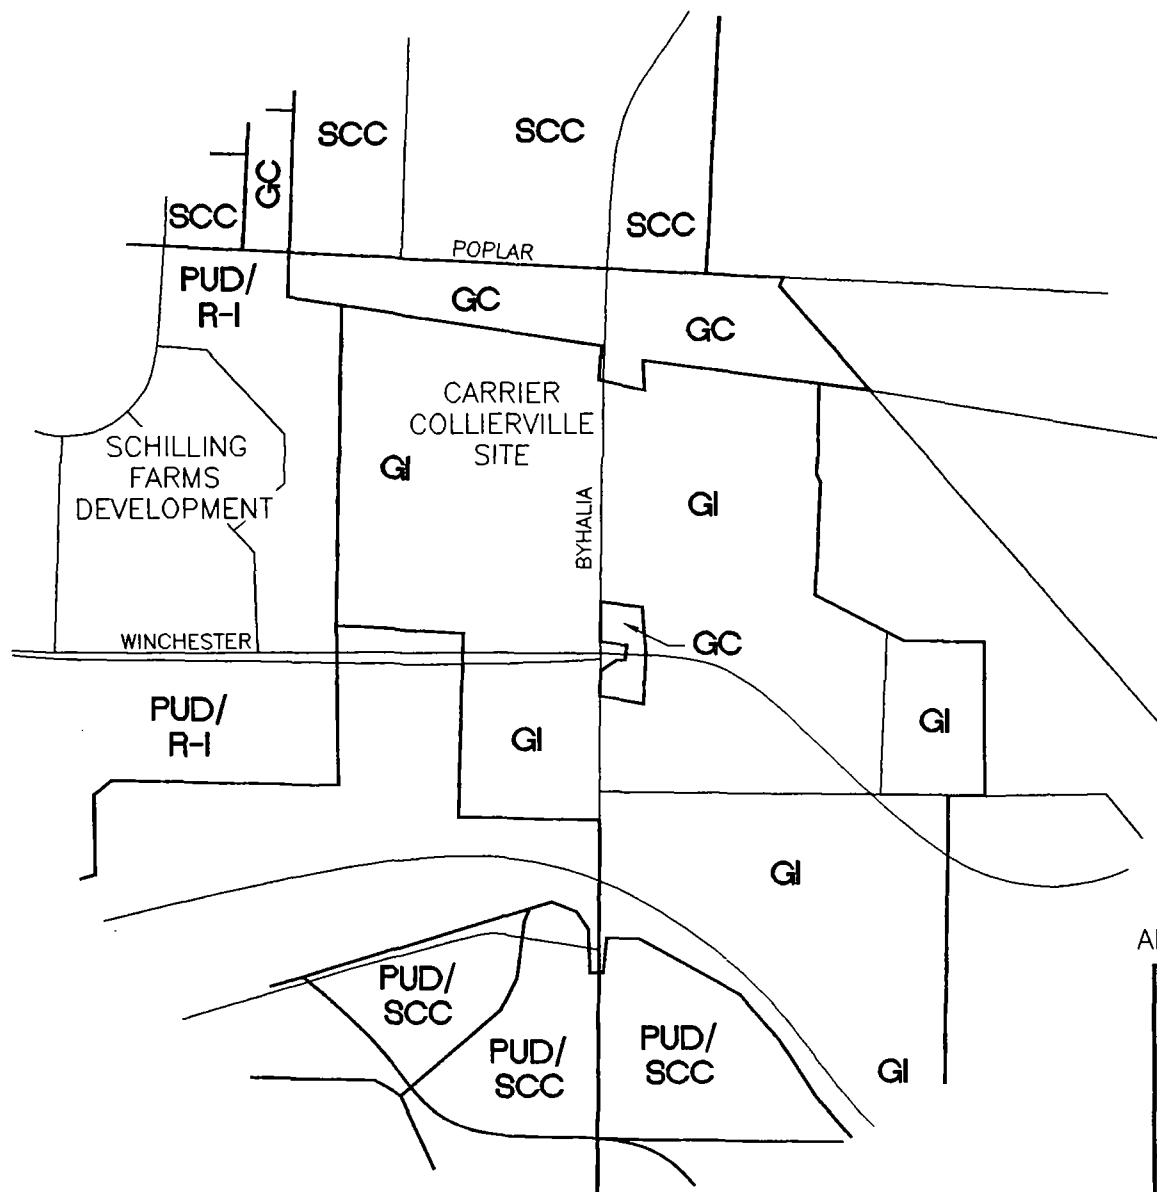 SCC
SCC
GC
SCC
SCC
POPLAR
PUD/
R-I
GC
GC
CARRIER
COLLIERVILLE
SITE
SCHILLING
FARMS
DEVELOPMENT
GI
GI
BYHALIA
WINCHESTER
GC
PUD/
R-I
GI
GI
GI
PUD/
SCC
PUD/
SCC
PUD/
SCC
GI